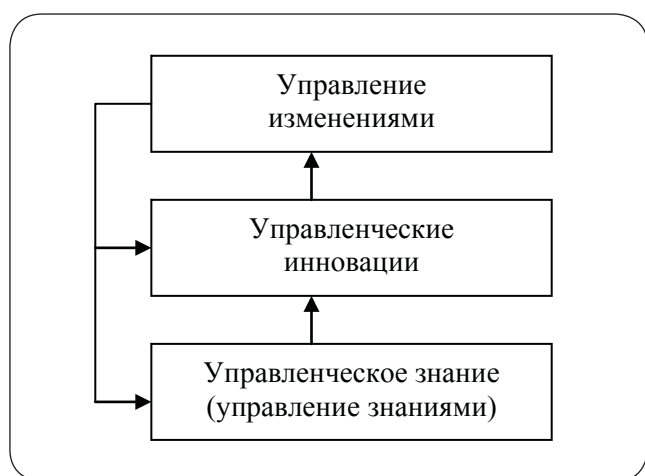 Управление
изменениями
Управленческие
инновации
Управленческое знание
(управление знаниями)